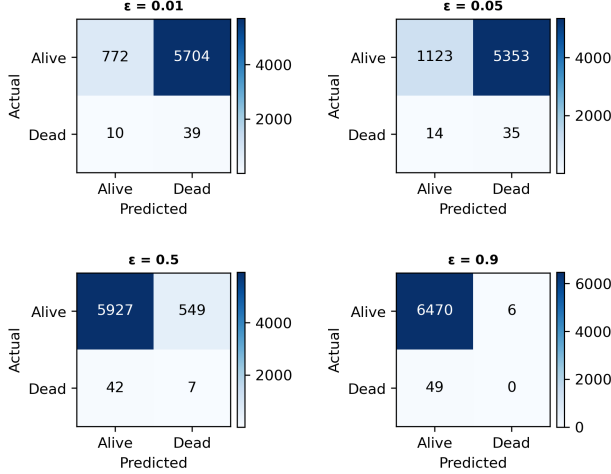 ε = 0.01
Alive
772
5704
4000
Actual
2000
Dead
10
39
Alive
Dead
Predicted
ε = 0.05
Alive
1123
5353
4000
Actual
2000
Dead
14
35
Alive
Dead
Predicted
ε = 0.5
Alive
5927
549
4000
Actual
2000
Dead
42
7
Alive
Dead
Predicted
ε = 0.9
6000
Alive
6470
6
4000
Actual
2000
Dead
49
0
0
Alive
Dead
Predicted